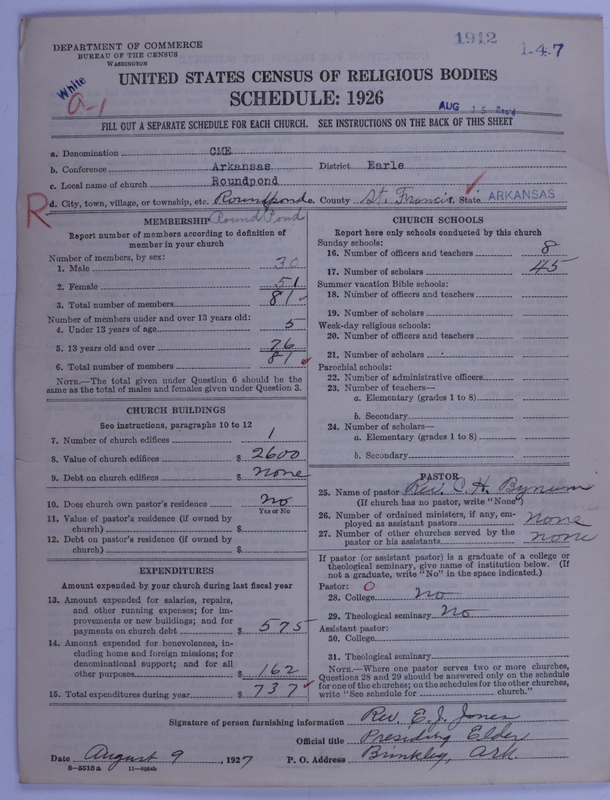 DEPARTMENT OF COMMERCE
BUREAU OF THE CENSUS
WASHINGTON
1912
1-4-7
White
a-1
UNITED STATES CENSUS OF RELIGIOUS BODIES
SCHEDULE: 1926
AUG 15 Rec'd
FILL OUT A SEPARATE SCHEDULE FOR EACH CHURCH. SEE INSTRUCTIONS ON THE BACK OF THIS SHEET
a. Denomination CME
b. Conference Arkansas District Earle
c. Local name of church Roundpond
R
d. City, town, village, or township, etc. Roundpond e. County St. Francis f. State ARKANSAS
Round Pond
MEMBERSHIP
Report number of members according to definition of
member in your church
Number of members, by sex:
1. Male 30
2. Female 51
3. Total number of members 81
Number of members under and over 13 years old:
4. Under 13 years of age 5
5. 13 years old and over 76
6. Total number of members 81
NOTE.—The total given under Question 6 should be the
same as the total of males and females given under Question 3.
CHURCH BUILDINGS
See instructions, paragraphs 10 to 12
7. Number of church edifices 1
8. Value of church edifices $ 2600
9. Debt on church edifices $ none
10. Does church own pastor's residence no
Yes or No
11. Value of pastor's residence (if owned by
church) $
12. Debt on pastor's residence (if owned by
church) $
EXPENDITURES
Amount expended by your church during last fiscal year
13. Amount expended for salaries, repairs,
and other running expenses; for im-
provements or new buildings; and for
payments on church debt $ 575
14. Amount expended for benevolences, in-
cluding home and foreign missions; for
denominational support; and for all
other purposes $ 162
15. Total expenditures during year $ 737
CHURCH SCHOOLS
Report here only schools conducted by this church
Sunday schools:
16. Number of officers and teachers 8
17. Number of scholars 45
Summer vacation Bible schools:
18. Number of officers and teachers
19. Number of scholars
Week-day religious schools:
20. Number of officers and teachers
21. Number of scholars
Parochial schools:
22. Number of administrative officers
23. Number of teachers—
a. Elementary (grades 1 to 8)
b. Secondary
24. Number of scholars—
a. Elementary (grades 1 to 8)
b. Secondary
PASTOR
25. Name of pastor Rev. C. H. Bynum
(If church has no pastor, write "None")
26. Number of ordained ministers, if any, em-
ployed as assistant pastors none
27. Number of other churches served by the
pastor or his assistants none
If pastor (or assistant pastor) is a graduate of a college or
theological seminary, give name of institution below. (If
not a graduate, write "No" in the space indicated.)
Pastor: 0
28. College no
29. Theological seminary no
Assistant pastor:
30. College
31. Theological seminary
NOTE.—Where one pastor serves two or more churches,
Questions 28 and 29 should be answered only on the schedule
for one of the churches; on the schedules for the other churches,
write "See schedule for church."
Signature of person furnishing information Rev. E. J. Jones
Official title Presiding Elder
Date August 9, 1927 P. O. Address Brinkley, Ark
8-5518a 11-9024b